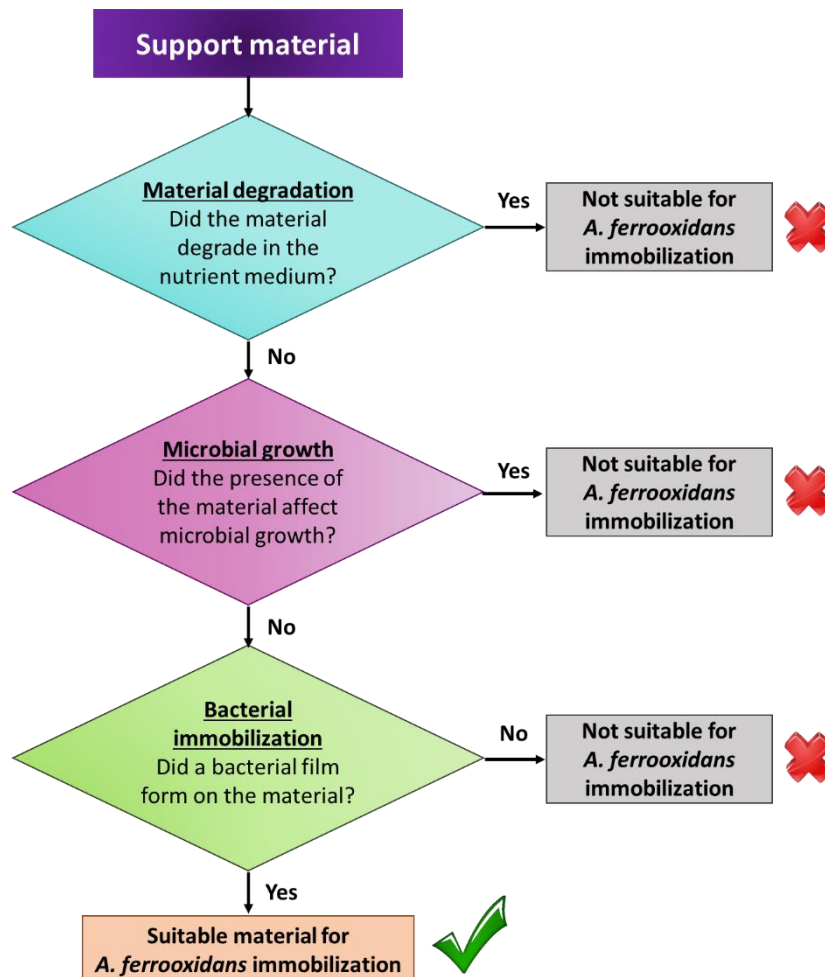 Support material
Material degradation
Did the material
degrade in the
nutrient medium?
Yes
Not suitable for
A. ferrooxidans
immobilization
No
Microbial growth
Did the presence of
the material affect
microbial growth?
Yes
Not suitable for
A. ferrooxidans
immobilization
No
Bacterial
immobilization
Did a bacterial film
form on the material?
No
Not suitable for
A. ferrooxidans
immobilization
Yes
Suitable material for
A. ferrooxidans immobilization